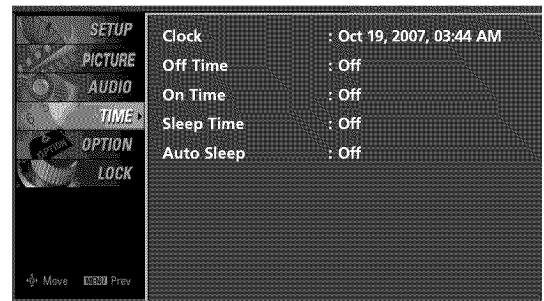 SETUP
PICTURE
AUDIO
TIME
OPTION
LOCK
Move MENU Prev
Clock : Oct 19, 2007, 03:44 AM
Off Time : Off
On Time : Off
Sleep Time : Off
Auto Sleep : Off
OPTION